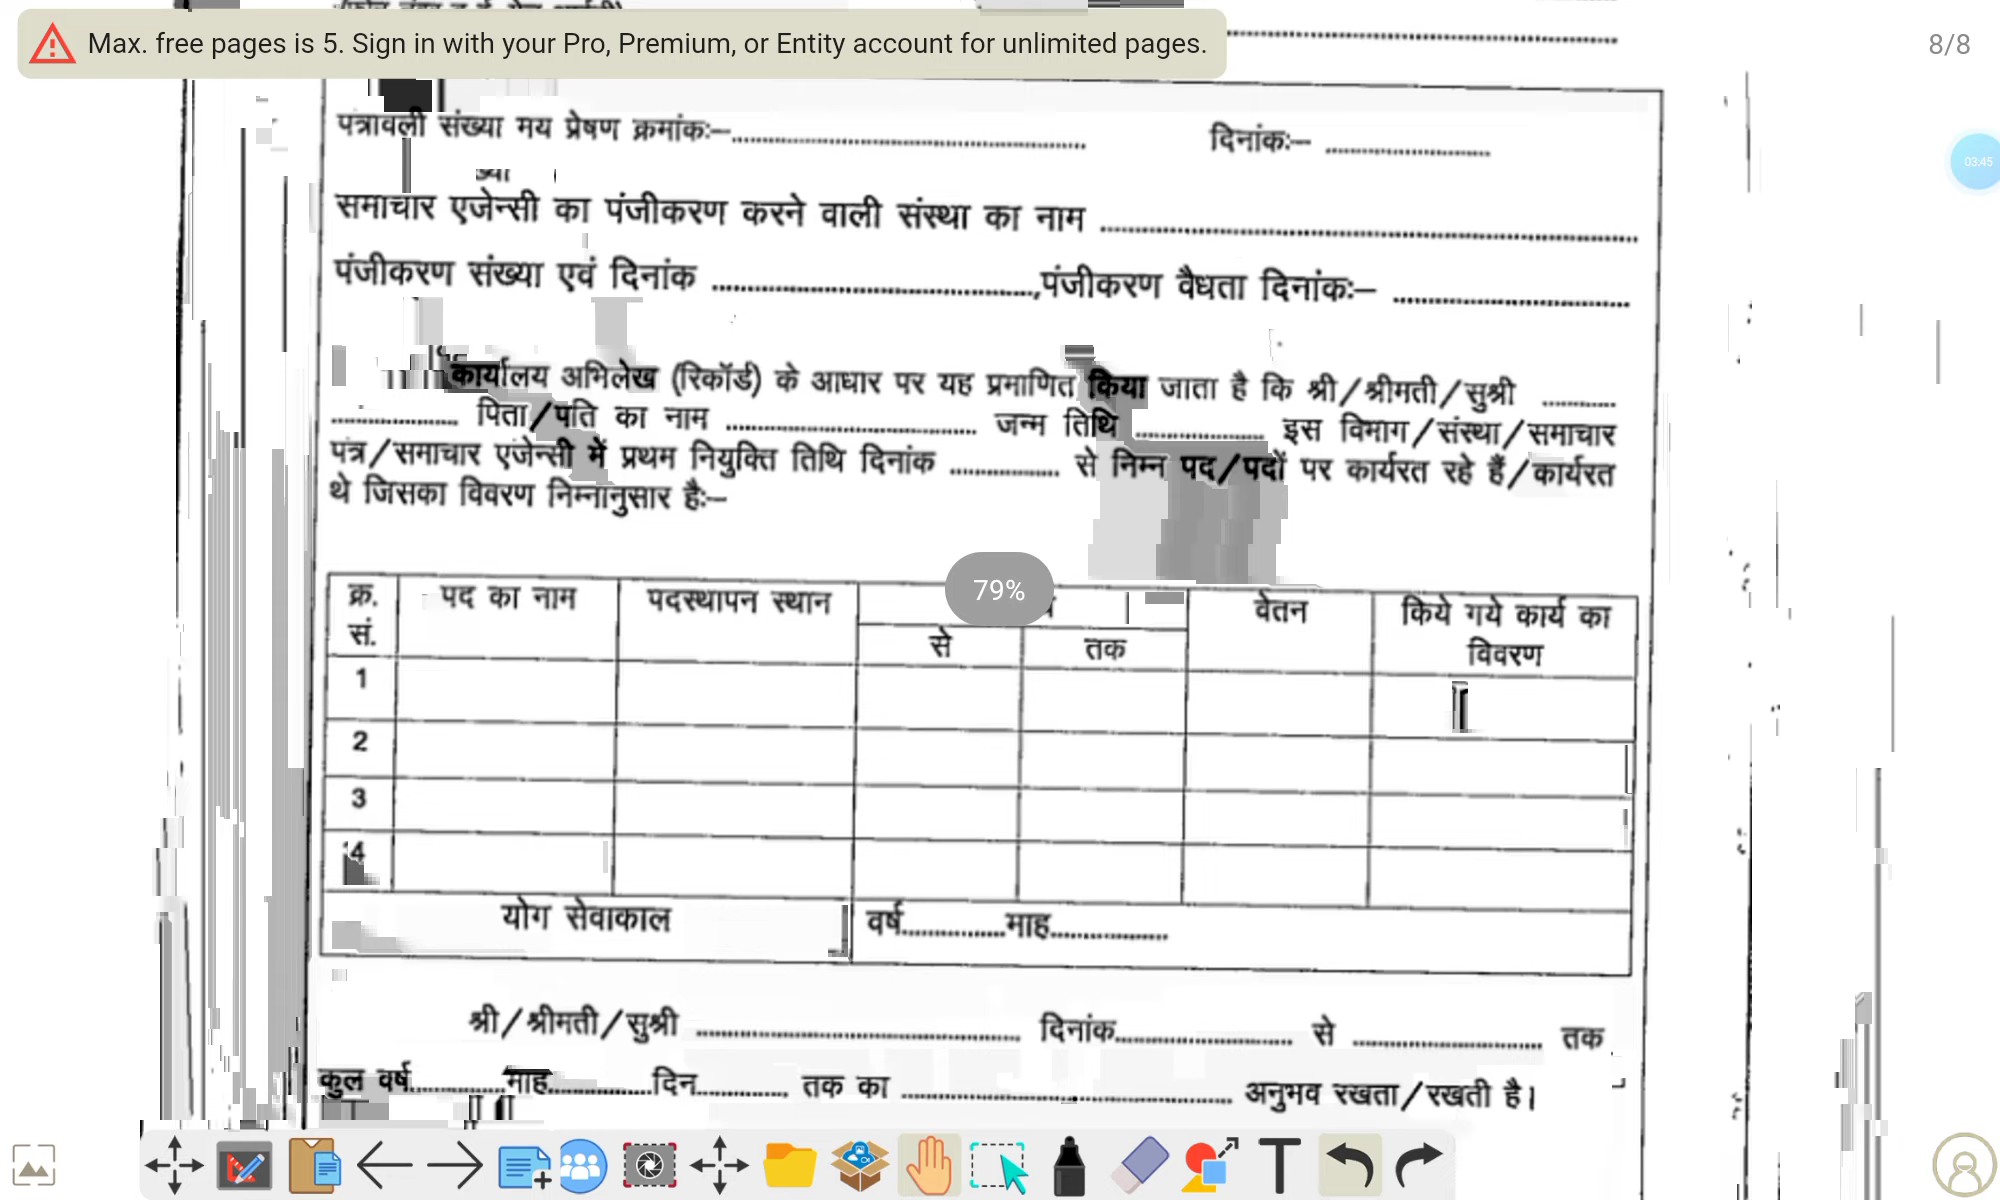 Max. free pages is 5. Sign in with your Pro, Premium, or Entity account for unlimited pages.
8/8
पत्रावली संख्या मय प्रेषण क्रमांकः–.......................................... दिनांकः– ....................
03:45
समाचार एजेन्सी का पंजीकरण करने वाली संस्था का नाम ..............................................................
पंजीकरण संख्या एवं दिनांक ......................................,पंजीकरण वैधता दिनांकः– ............................
कार्यालय अभिलेख (रिकॉर्ड) के आधार पर यह प्रमाणित किया जाता है कि श्री/श्रीमती/सुश्री .........
................ पिता/पति का नाम ................................ जन्म तिथि ................ इस विभाग/संस्था/समाचार
पत्र/समाचार एजेन्सी में प्रथम नियुक्ति तिथि दिनांक .............. से निम्न पद/पदों पर कार्यरत रहे हैं/कार्यरत
थे जिसका विवरण निम्नानुसार हैः–
79%
क्र. सं. पद का नाम पदस्थापन स्थान से तक वेतन किये गये कार्य का विवरण
1
2
3
4
योग सेवाकाल वर्ष..............माह................
श्री/श्रीमती/सुश्री ........................................ दिनांक...................... से ........................ तक
कुल वर्ष............माह.............दिन........... तक का ........................................ अनुभव रखता/रखती है।
T